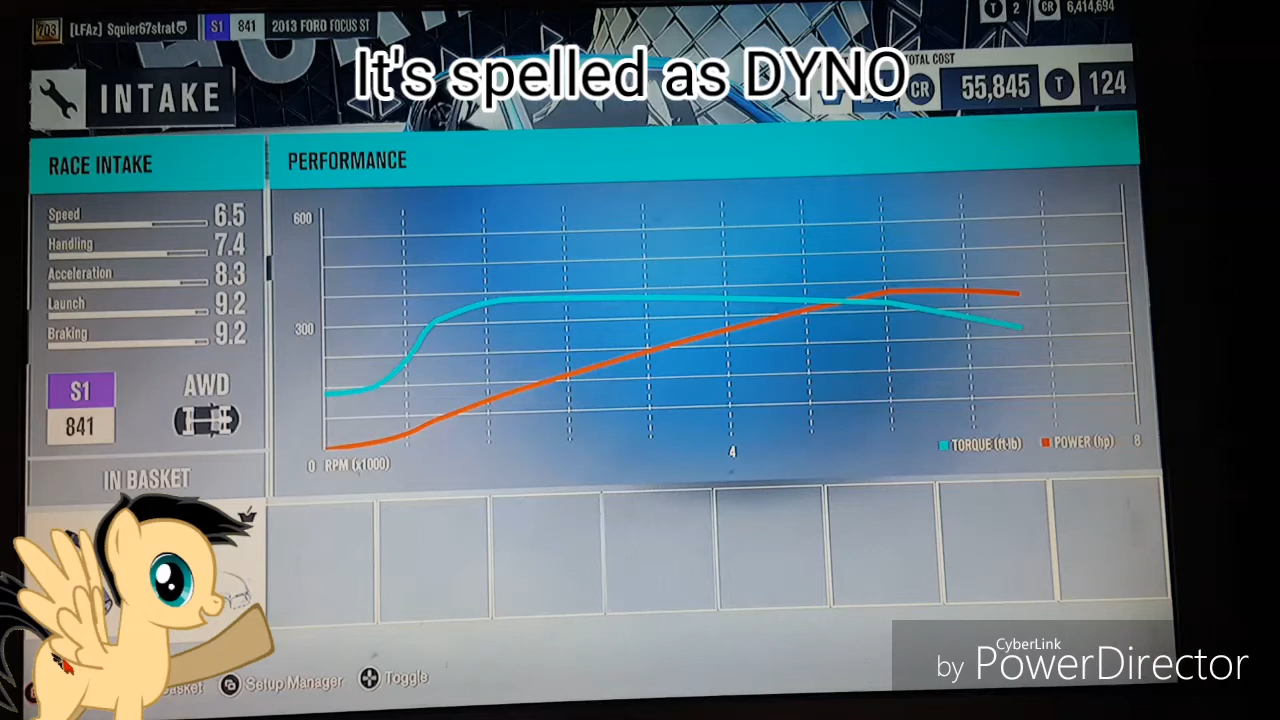 703 [LFAz] Squier67strat S1 841 2013 FORD FOCUS ST
T 2 CR 6,414,694
It's spelled as DYNO
INTAKE
TOTAL COST
CR 55,845 T 124
RACE INTAKE
PERFORMANCE
Speed 6.5
Handling 7.4
Acceleration 8.3
Launch 9.2
Braking 9.2
S1
841
AWD
IN BASKET
600
300
0 RPM (x1000)
4
TORQUE (ft-lb) POWER (hp) 8
Basket Setup Manager Toggle
CyberLink
by PowerDirector